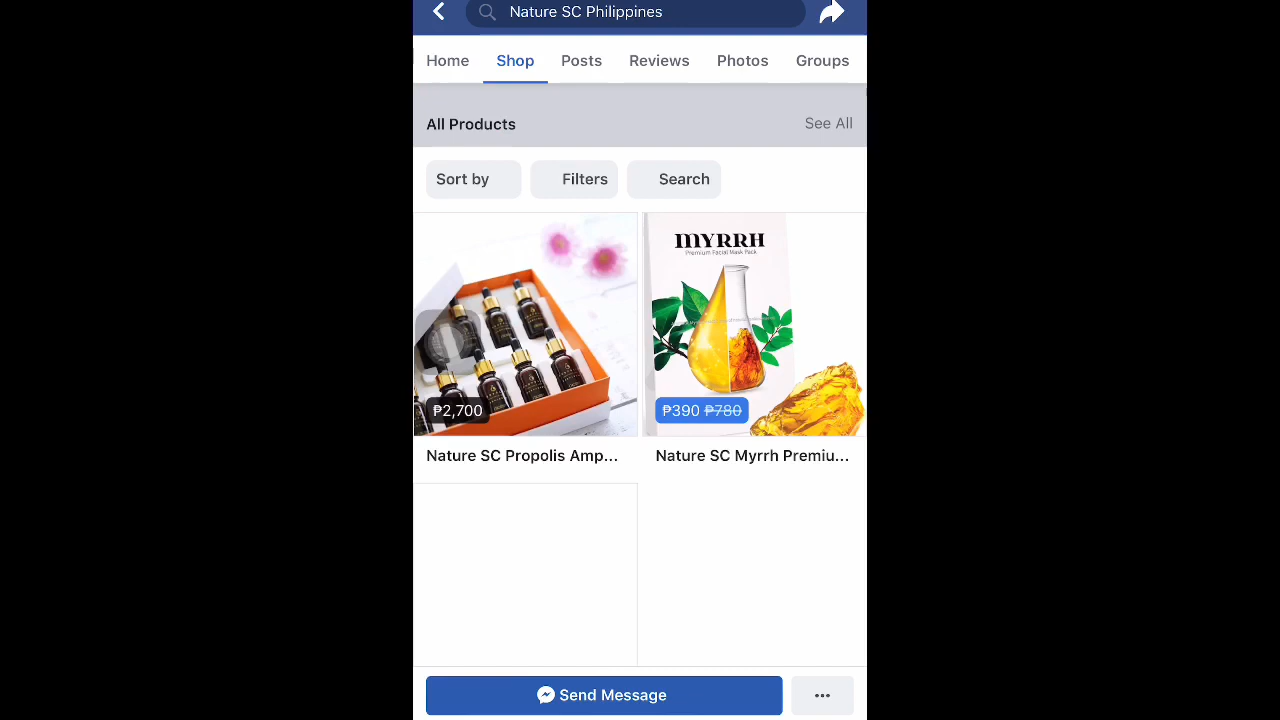 Nature SC Philippines
Home Shop Posts Reviews Photos Groups
All Products See All
Sort by Filters Search
MYRRH
Premium Facial Mask Pack
₱2,700
₱390 ₱780
Nature SC Propolis Amp...
Nature SC Myrrh Premiu...
Send Message